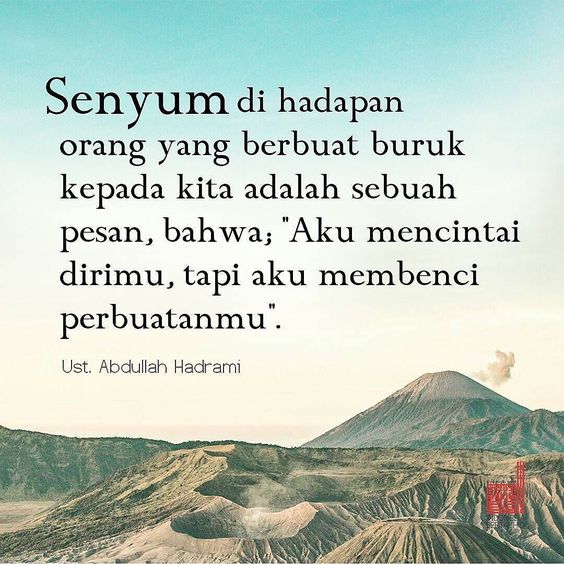 Senyum di hadapan
orang yang berbuat buruk
kepada kita adalah sebuah
pesan, bahwa; "Aku mencintai
dirimu, tapi aku membenci
perbuatanmu".
Ust. Abdullah Hadrami